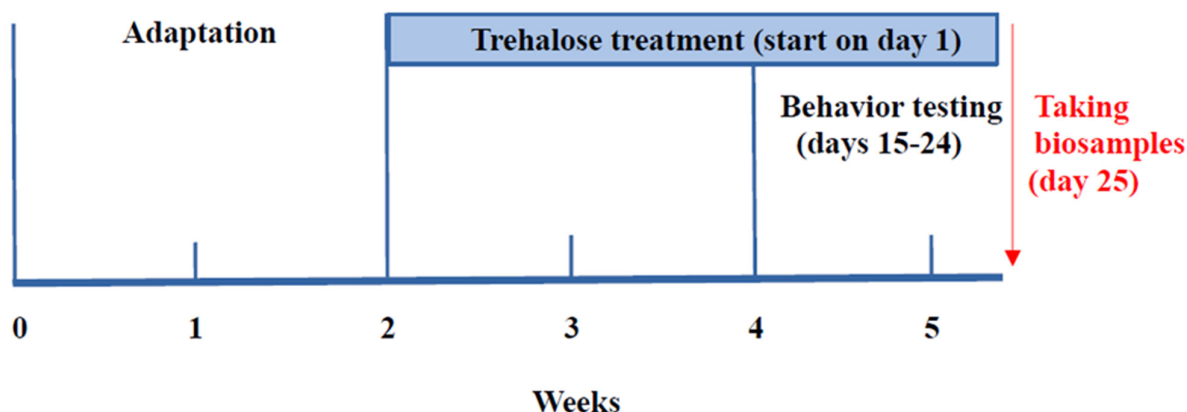 Adaptation
Trehalose treatment (start on day 1)
Behavior testing
(days 15-24)
Taking
biosamples
(day 25)
0 1 2 3 4 5
Weeks